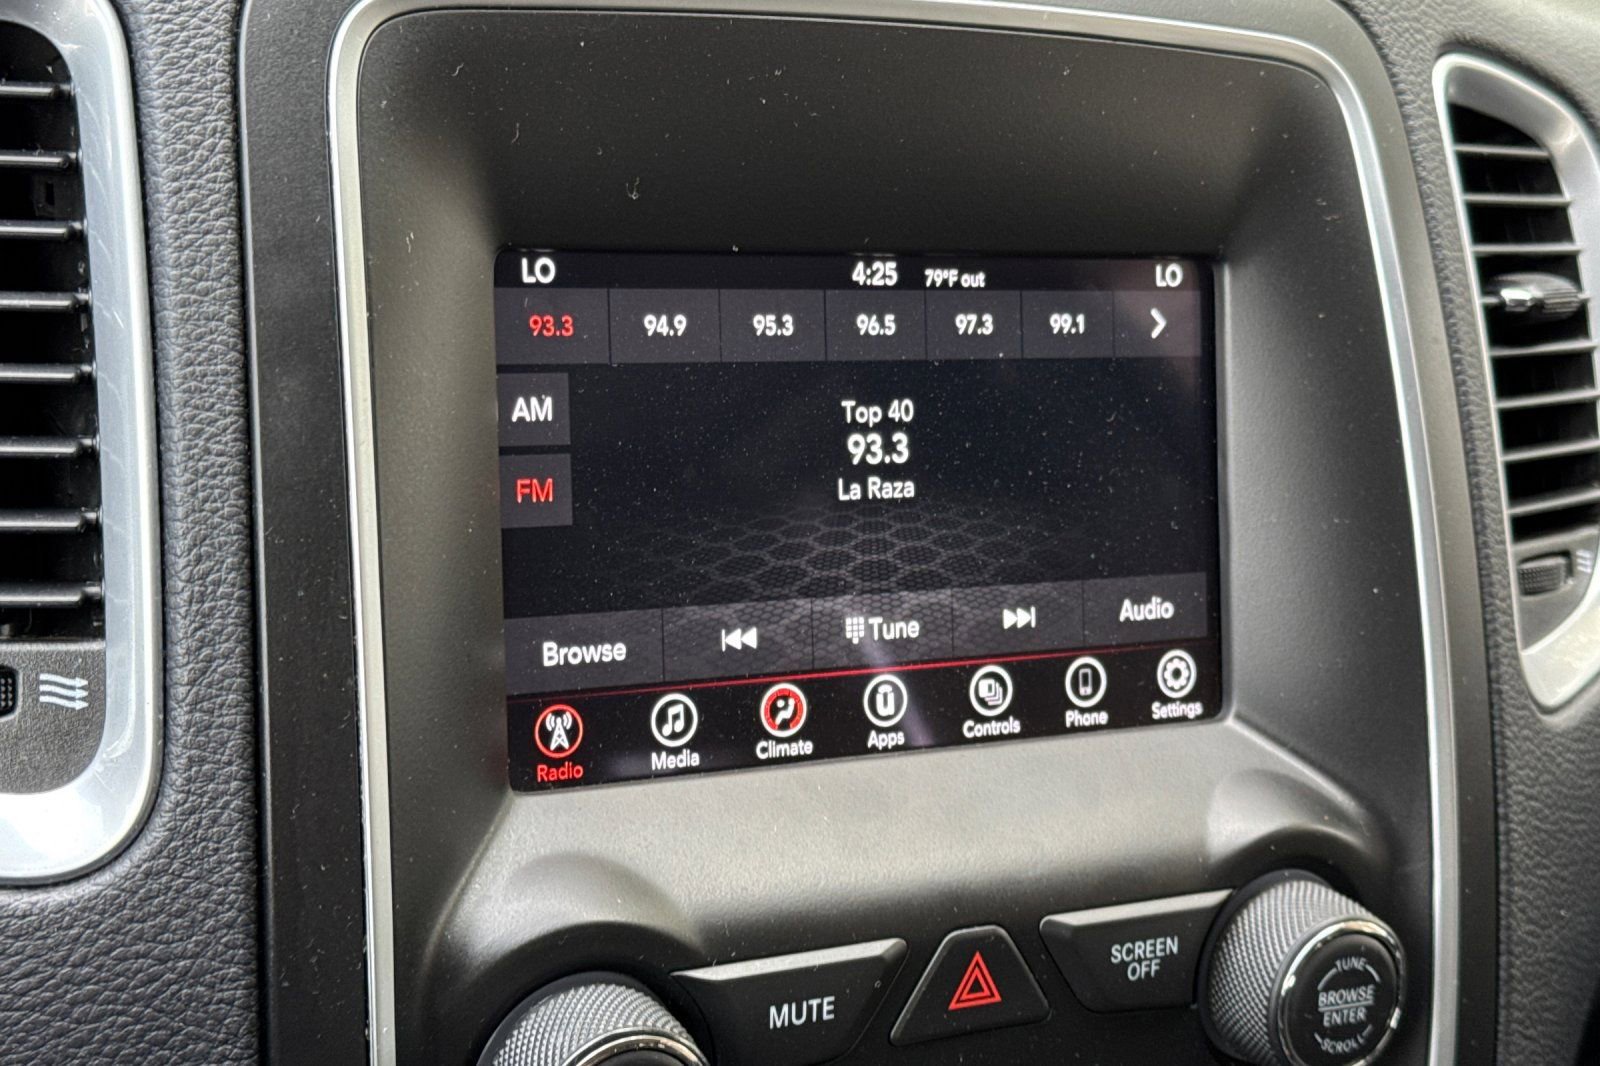 LO 4:25 79°F out LO
93.3 94.9 95.3 96.5 97.3 99.1
AM
FM
Top 40
93.3
La Raza
Browse Tune Audio
Radio Media Climate Apps Controls Phone Settings
MUTE
SCREEN
OFF
TUNE
BROWSE
ENTER
SCROLL